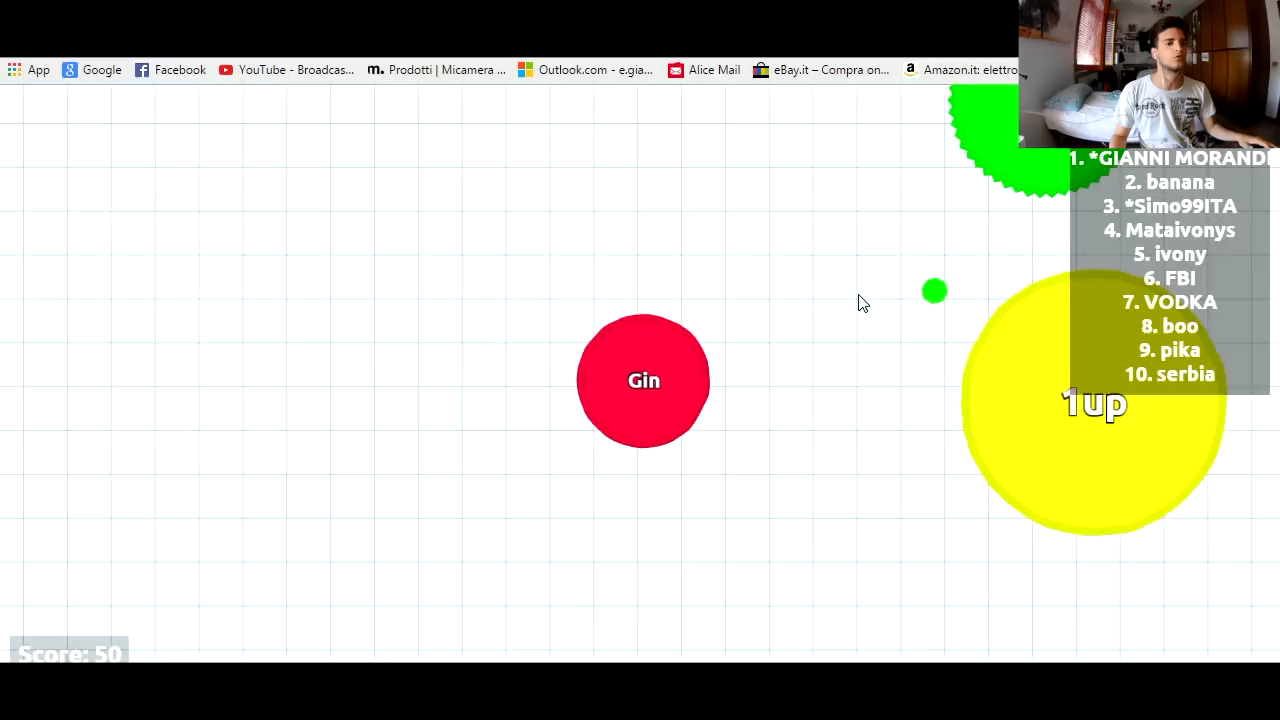 App Google Facebook YouTube - Broadcas... Prodotti | Micamera ... Outlook.com - e.gia... Alice Mail eBay.it – Compra on... Amazon.it: elettro
1. *GIANNI MORANDI
2. banana
3. *Simo99ITA
4. Mataivonys
5. ivony
6. FBI
7. VODKA
8. boo
9. pika
10. serbia
Gin
1up
Score: 50